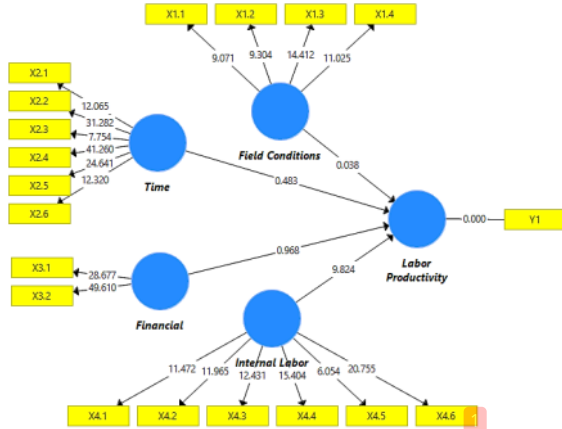 X1.1 X1.2 X1.3 X1.4
9.071 9.304 14.412 11.025
Field Conditions
X2.1
X2.2
X2.3
X2.4
X2.5
X2.6
12.065
31.282
7.754
41.260
24.641
12.320
Time
0.038
0.483
0.968
9.824
Labor
Productivity
0.000
Y1
X3.1
X3.2
28.677
49.610
Financial
Internal Labor
11.472 11.965 12.431 15.404 6.054 20.755
X4.1 X4.2 X4.3 X4.4 X4.5 X4.6
1